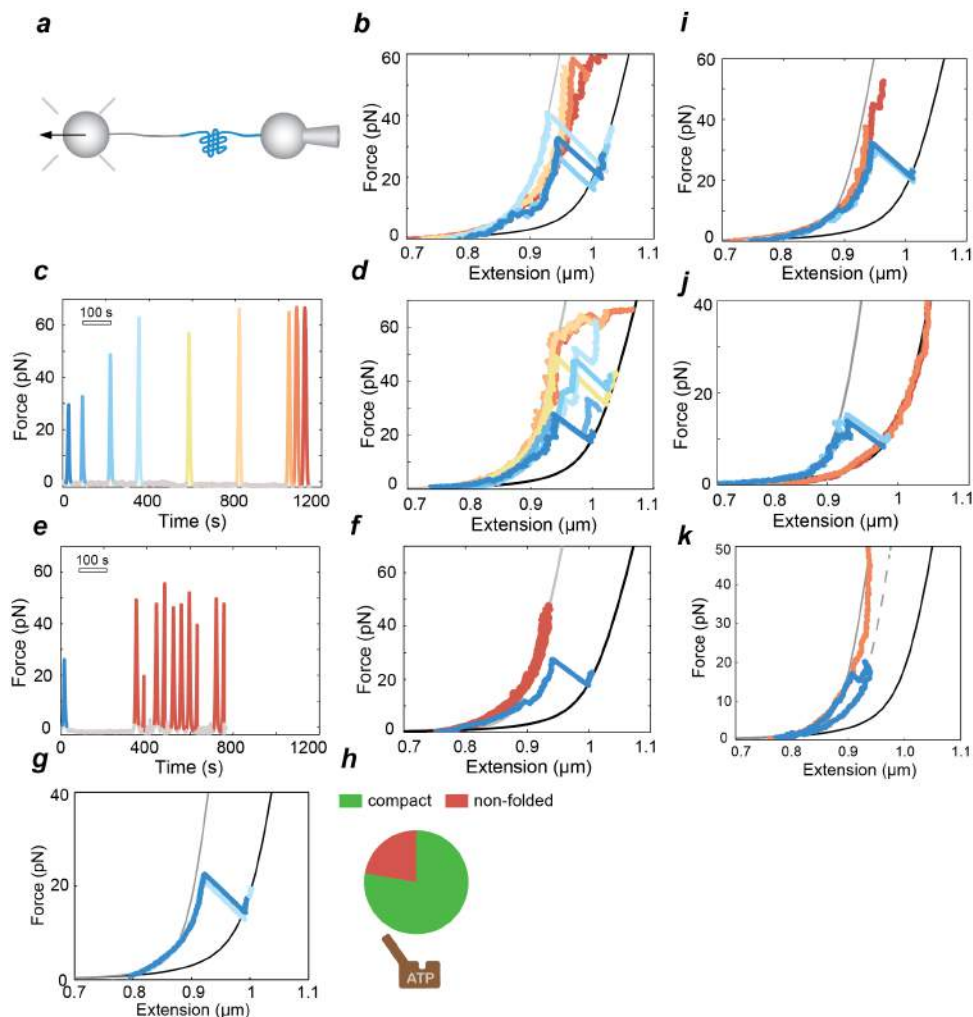 a
b
60
40
20
0
Force (pN)
0.7 0.8 0.9 1 1.1
Extension (µm)
i
60
40
20
0
Force (pN)
0.7 0.8 0.9 1 1.1
Extension (µm)
c
100 s
60
40
20
0
Force (pN)
0 400 800 1200
Time (s)
d
60
40
20
0
Force (pN)
0.7 0.8 0.9 1 1.1
Extension (µm)
j
40
20
0
Force (pN)
0.7 0.9 1 1.1
Extension (µm)
e
100 s
60
40
20
0
Force (pN)
0 400 800 1200
Time (s)
f
60
40
20
0
Force (pN)
0.7 0.8 0.9 1 1.1
Extension (µm)
k
50
40
30
20
10
0
Force (pN)
0.7 0.8 0.9 1.0 1.1
Extension (µm)
g
40
20
0
Force (pN)
0.7 0.8 0.9 1 1.1
Extension (µm)
h
compact non-folded
ATP